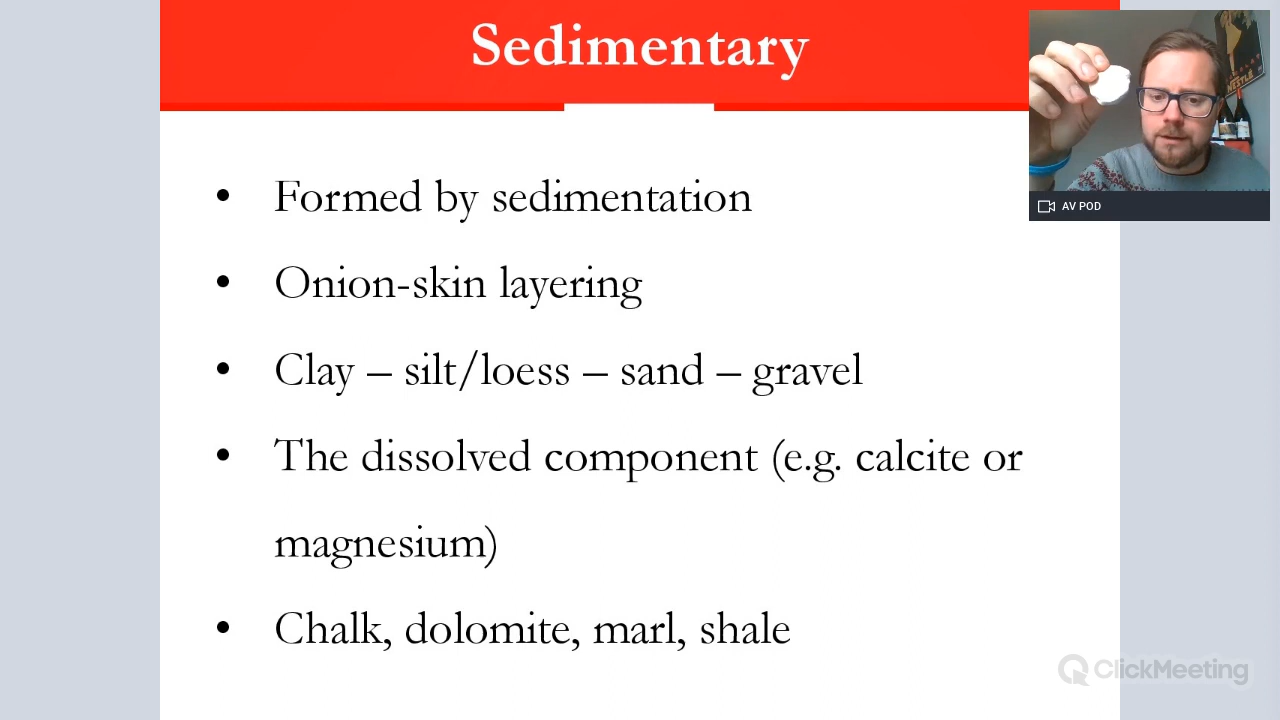 Sedimentary
NESTLÉ
• Formed by sedimentation
AV POD
• Onion-skin layering
• Clay – silt/loess – sand – gravel
• The dissolved component (e.g. calcite or
magnesium)
• Chalk, dolomite, marl, shale
ClickMeeting